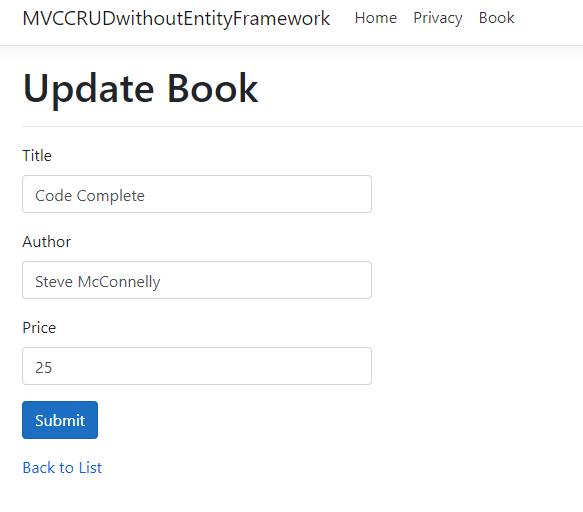 MVCCRUDwithoutEntityFramework Home Privacy Book
Update Book
Title
Code Complete
Author
Steve McConnelly
Price
25
Submit
Back to List